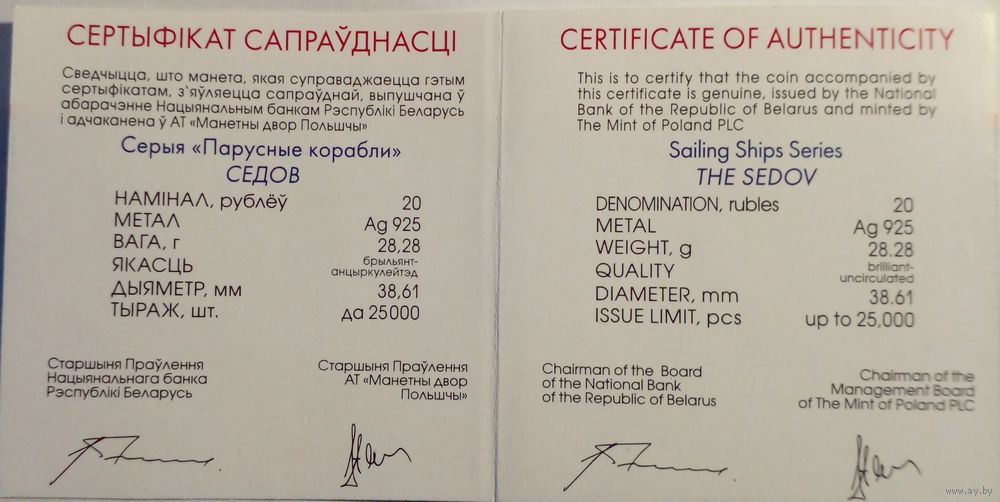 СЕРТЫФІКАТ САПРАЎДНАСЦІ
Сведчыцца, што манета, якая суправаджаецца гэтым
сертыфікатам, з'яўляецца сапраўднай, выпушчана ў
абарачэнне Нацыянальным банкам Рэспублікі Беларусь
і адчаканена ў АТ «Манетны двор Польшчы»
Серыя «Парусные корабли»
СЕДОВ
НАМІНАЛ, рублёў 20
МЕТАЛ Ag 925
ВАГА, г 28,28
ЯКАСЦЬ брыльянт-
анцыркулейтэд
ДЫЯМЕТР, мм 38,61
ТЫРАЖ, шт. да 25000
Старшыня Праўлення
Нацыянальнага банка
Рэспублікі Беларусь
Старшыня Праўлення
АТ «Манетны двор
Польшчы»
CERTIFICATE OF AUTHENTICITY
This is to certify that the coin accompanied by
this certificate is genuine, issued by the National
Bank of the Republic of Belarus and minted by
The Mint of Poland PLC
Sailing Ships Series
THE SEDOV
DENOMINATION, rubles 20
METAL Ag 925
WEIGHT, g 28.28
QUALITY brilliant-
uncirculated
DIAMETER, mm 38.61
ISSUE LIMIT, pcs up to 25,000
Chairman of the Board
of the National Bank
of the Republic of Belarus
Chairman of the
Management Board
of The Mint of Poland PLC
www.ay.by